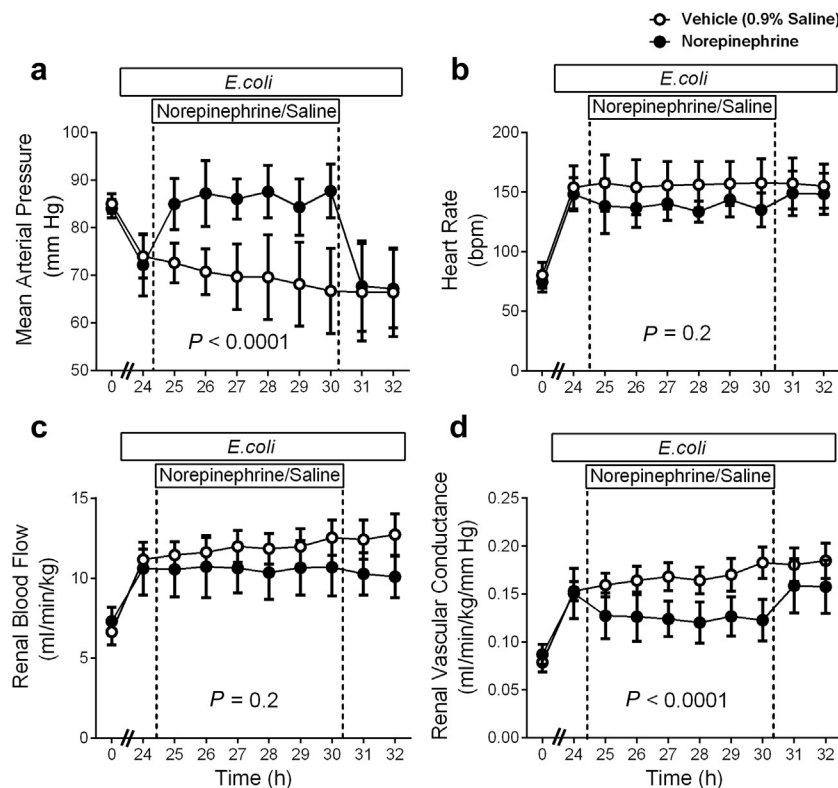 Vehicle (0.9% Saline)
Norepinephrine
a
E.coli
Norepinephrine/Saline
Mean Arterial Pressure
(mm Hg)
100
90
80
70
60
50
P < 0.0001
0 24 25 26 27 28 29 30 31 32
b
E.coli
Norepinephrine/Saline
Heart Rate
(bpm)
200
150
100
50
0
P = 0.2
0 24 25 26 27 28 29 30 31 32
c
E.coli
Norepinephrine/Saline
Renal Blood Flow
(ml/min/kg)
15
10
5
0
P = 0.2
0 24 25 26 27 28 29 30 31 32
Time (h)
d
E.coli
Norepinephrine/Saline
Renal Vascular Conductance
(ml/min/kg/mm Hg)
0.25
0.20
0.15
0.10
0.05
0.00
P < 0.0001
0 24 25 26 27 28 29 30 31 32
Time (h)